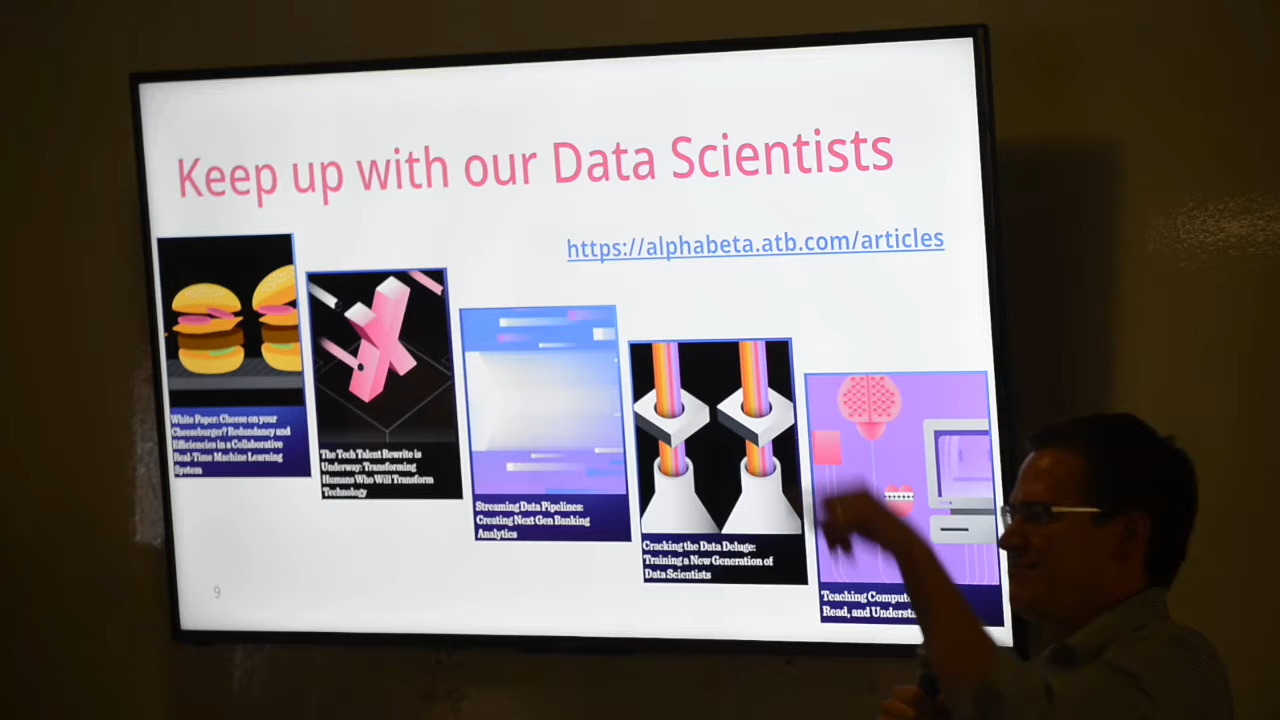 Keep up with our Data Scientists
https://alphabeta.atb.com/articles
White Paper: Cheese on your
Cheeseburger? Redundancy and
Efficiencies in a Collaborative
Real-Time Machine Learning
System
The Tech Talent Rewrite is
Underway: Transforming
Humans Who Will Transform
Technology
Streaming Data Pipelines:
Creating Next Gen Banking
Analytics
Cracking the Data Deluge:
Training a New Generation of
Data Scientists
Teaching
Read, and
9